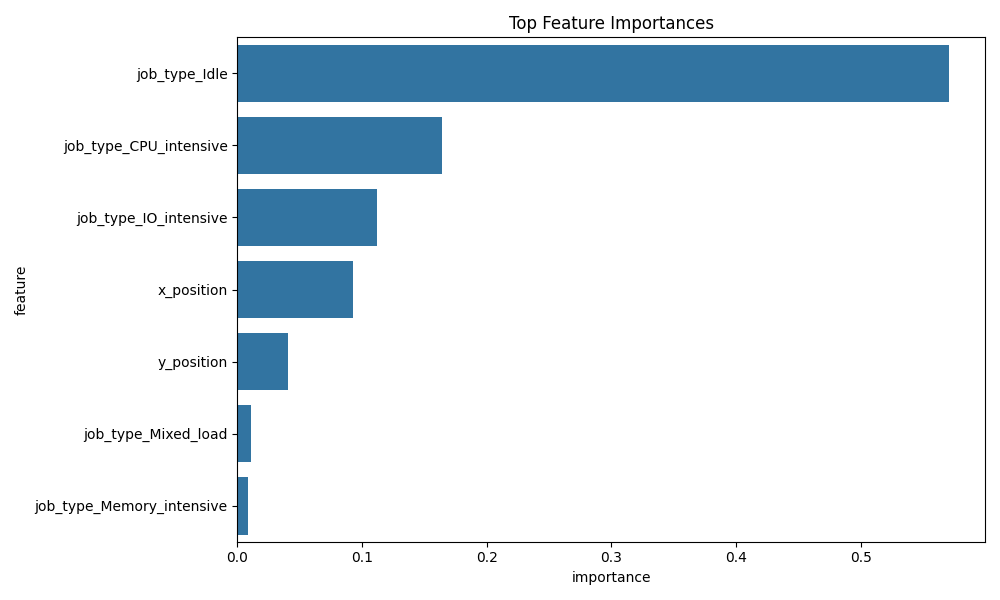 Top Feature Importances
job_type_Idle
job_type_CPU_intensive
job_type_IO_intensive
x_position
y_position
job_type_Mixed_load
job_type_Memory_intensive
feature
0.0 0.1 0.2 0.3 0.4 0.5
importance